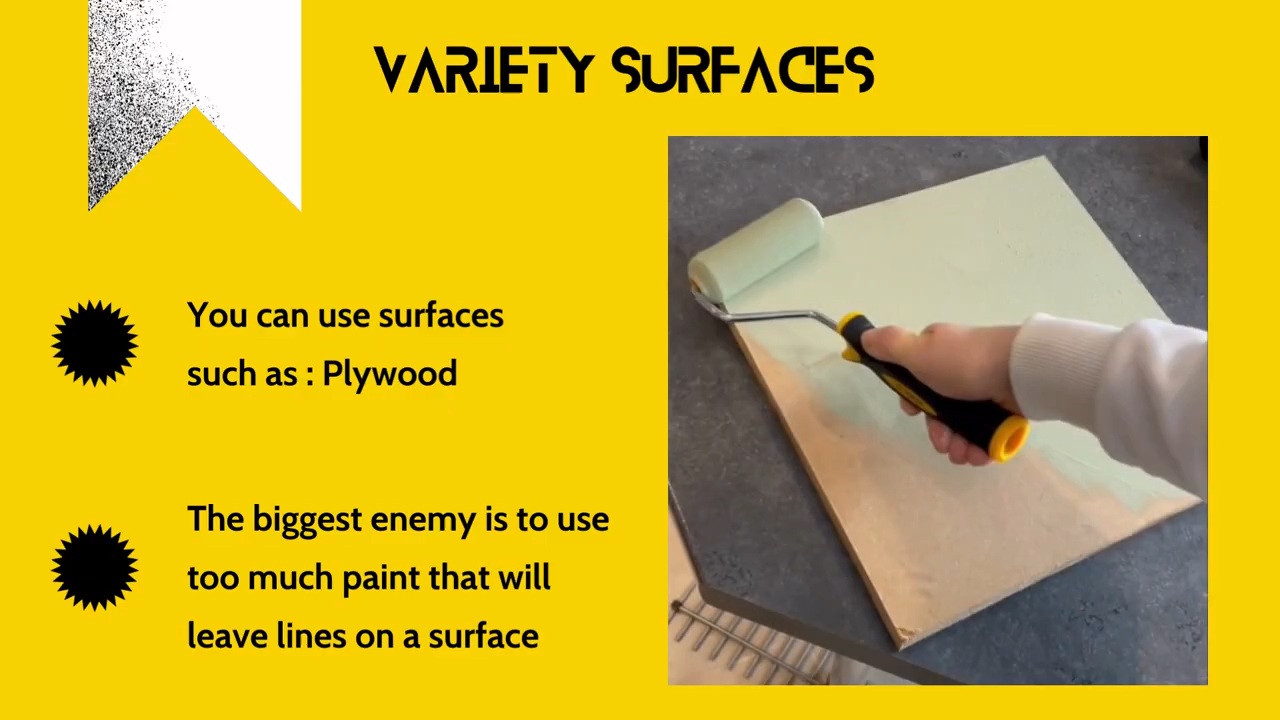 VARIETY SURFACES
You can use surfaces
such as : Plywood
The biggest enemy is to use
too much paint that will
leave lines on a surface